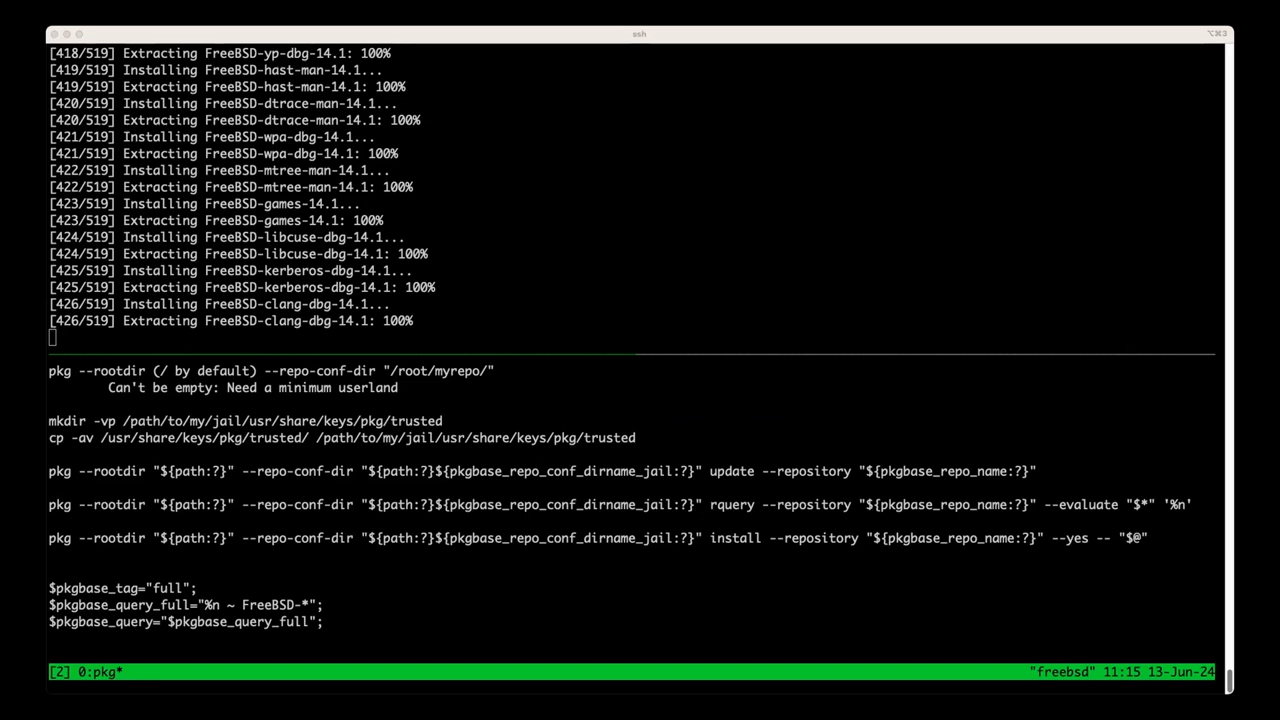 ssh
⌥⌘3
[418/519] Extracting FreeBSD-yp-dbg-14.1: 100%
[419/519] Installing FreeBSD-hast-man-14.1...
[419/519] Extracting FreeBSD-hast-man-14.1: 100%
[420/519] Installing FreeBSD-dtrace-man-14.1...
[420/519] Extracting FreeBSD-dtrace-man-14.1: 100%
[421/519] Installing FreeBSD-wpa-dbg-14.1...
[421/519] Extracting FreeBSD-wpa-dbg-14.1: 100%
[422/519] Installing FreeBSD-mtree-man-14.1...
[422/519] Extracting FreeBSD-mtree-man-14.1: 100%
[423/519] Installing FreeBSD-games-14.1...
[423/519] Extracting FreeBSD-games-14.1: 100%
[424/519] Installing FreeBSD-libcuse-dbg-14.1...
[424/519] Extracting FreeBSD-libcuse-dbg-14.1: 100%
[425/519] Installing FreeBSD-kerberos-dbg-14.1...
[425/519] Extracting FreeBSD-kerberos-dbg-14.1: 100%
[426/519] Installing FreeBSD-clang-dbg-14.1...
[426/519] Extracting FreeBSD-clang-dbg-14.1: 100%
pkg --rootdir (/ by default) --repo-conf-dir "/root/myrepo/"
Can't be empty: Need a minimum userland
mkdir -vp /path/to/my/jail/usr/share/keys/pkg/trusted
cp -av /usr/share/keys/pkg/trusted/ /path/to/my/jail/usr/share/keys/pkg/trusted
pkg --rootdir "${path:?}" --repo-conf-dir "${path:?}${pkgbase_repo_conf_dirname_jail:?}" update --repository "${pkgbase_repo_name:?}"
pkg --rootdir "${path:?}" --repo-conf-dir "${path:?}${pkgbase_repo_conf_dirname_jail:?}" rquery --repository "${pkgbase_repo_name:?}" --evaluate "$*" '%n'
pkg --rootdir "${path:?}" --repo-conf-dir "${path:?}${pkgbase_repo_conf_dirname_jail:?}" install --repository "${pkgbase_repo_name:?}" --yes -- "$@"
$pkgbase_tag="full";
$pkgbase_query_full="%n ~ FreeBSD-*";
$pkgbase_query="$pkgbase_query_full";
[2] 0:pkg* "freebsd" 11:15 13-Jun-24